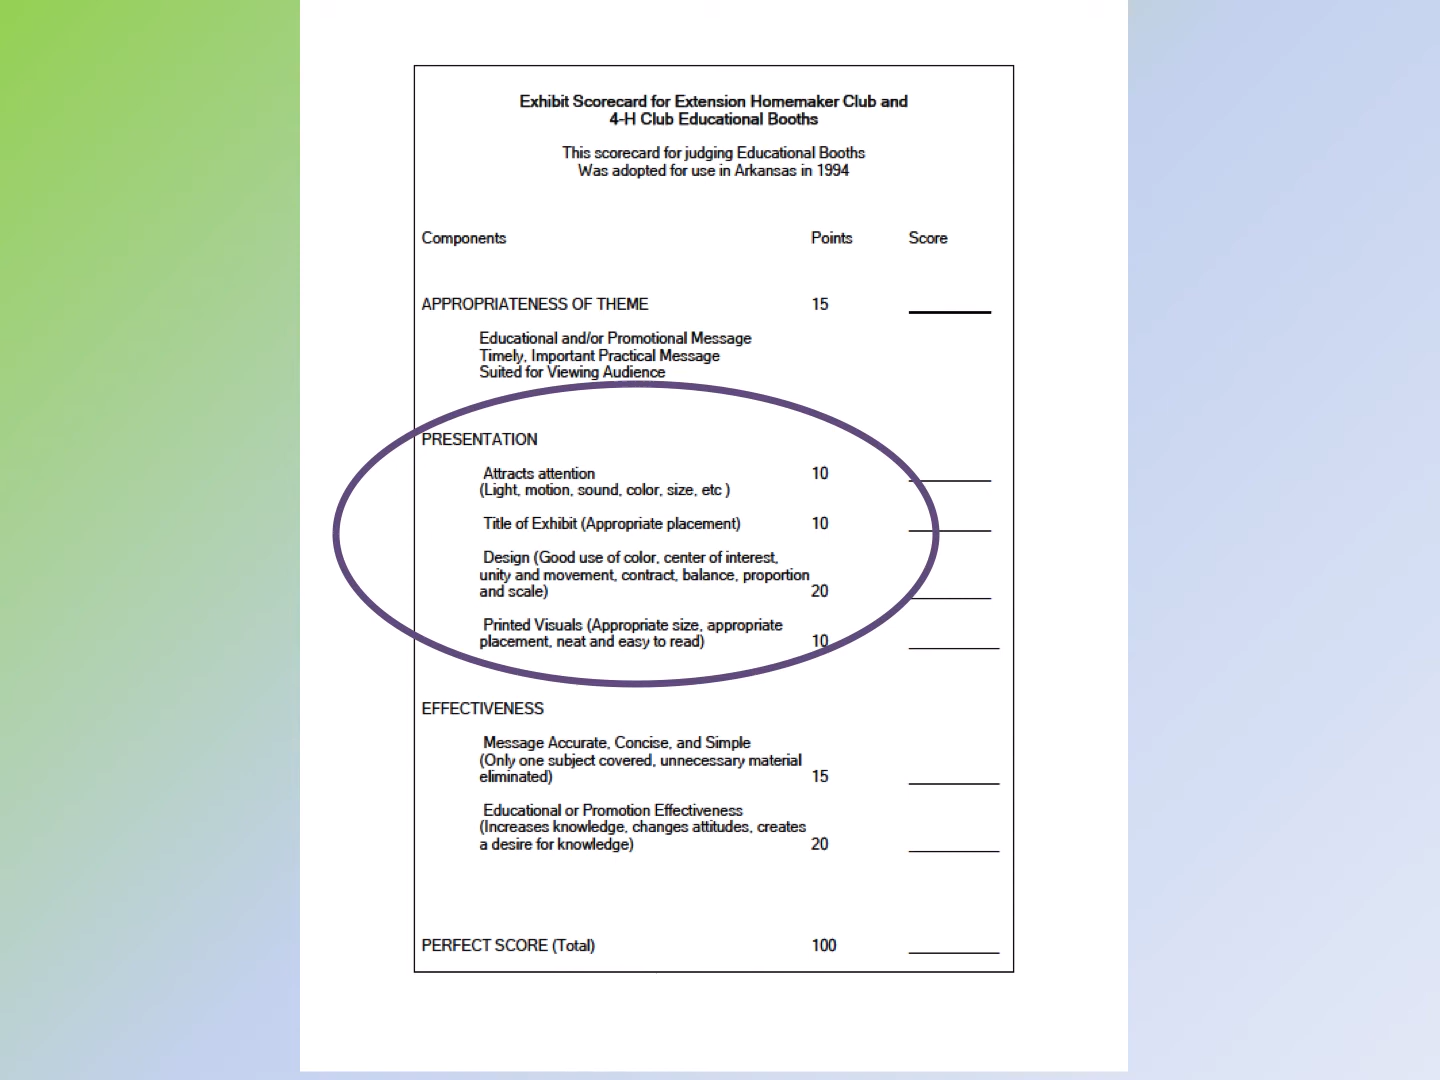 Exhibit Scorecard for Extension Homemaker Club and
4-H Club Educational Booths
This scorecard for judging Educational Booths
Was adopted for use in Arkansas in 1994
Components Points Score
APPROPRIATENESS OF THEME 15
Educational and/or Promotional Message
Timely, Important Practical Message
Suited for Viewing Audience
PRESENTATION
Attracts attention 10
(Light, motion, sound, color, size, etc )
Title of Exhibit (Appropriate placement) 10
Design (Good use of color, center of interest,
unity and movement, contract, balance, proportion
and scale) 20
Printed Visuals (Appropriate size, appropriate
placement, neat and easy to read) 10
EFFECTIVENESS
Message Accurate, Concise, and Simple
(Only one subject covered, unnecessary material
eliminated) 15
Educational or Promotion Effectiveness
(Increases knowledge, changes attitudes, creates
a desire for knowledge) 20
PERFECT SCORE (Total) 100